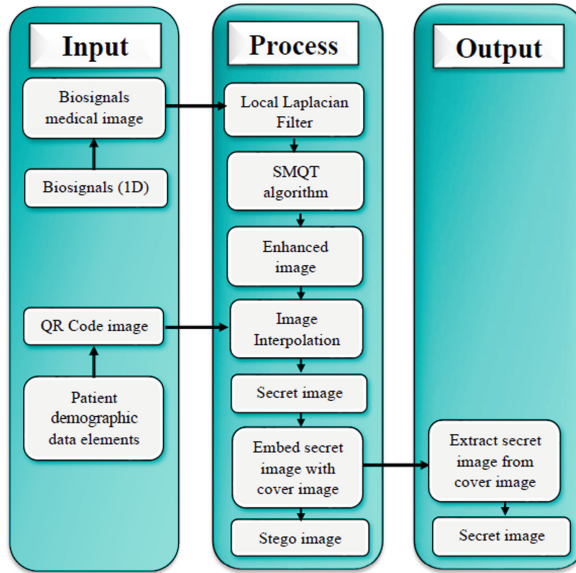 Input
Biosignals
medical image
Biosignals (1D)
QR Code image
Patient
demographic
data elements
Process
Local Laplacian
Filter
SMQT
algorithm
Enhanced
image
Image
Interpolation
Secret image
Embed secret
image with
cover image
Stego image
Output
Extract secret
image from
cover image
Secret image